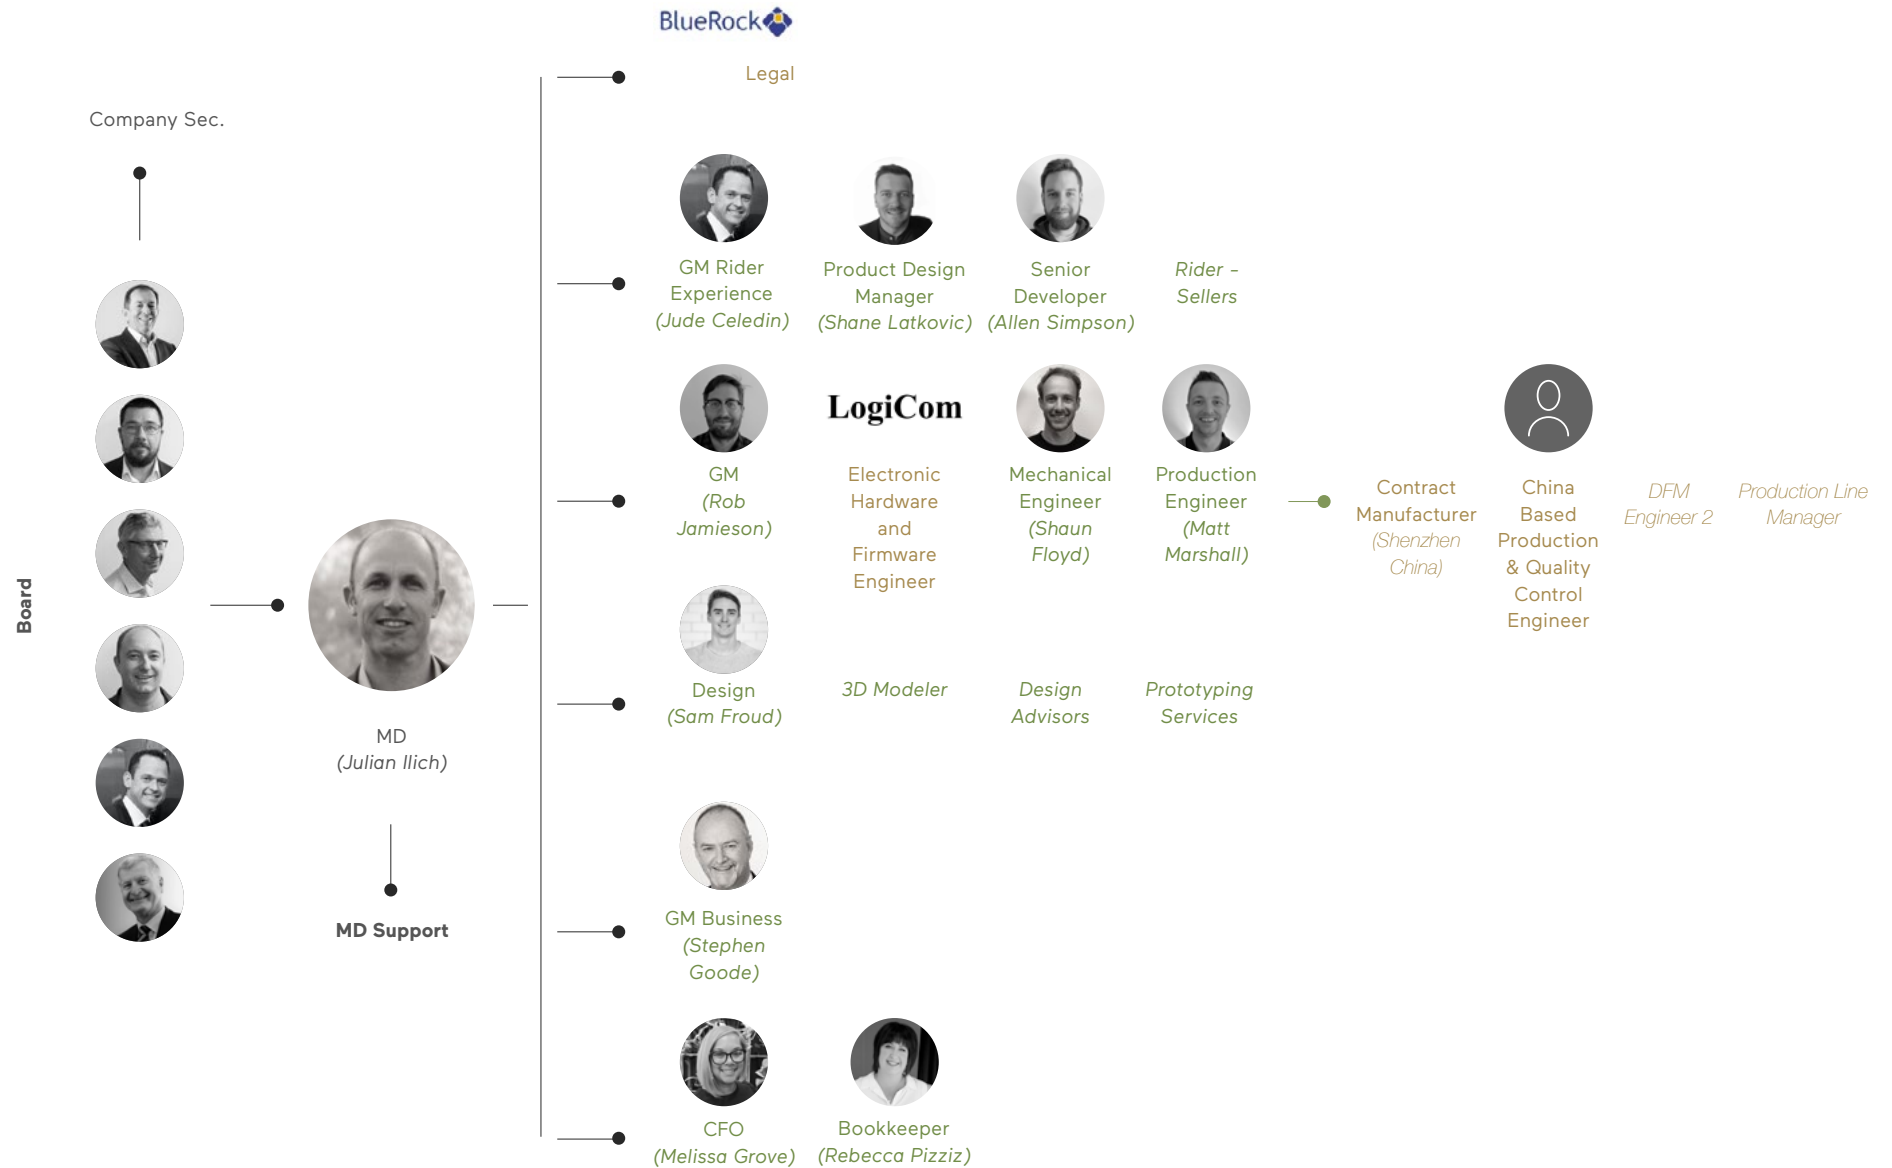 BlueRock
Legal
Company Sec.
Board
MD
(Julian Ilich)
MD Support
GM Rider
Experience
(Jude Celedin)
Product Design
Manager
(Shane Latkovic)
Senior
Developer
(Allen Simpson)
Rider -
Sellers
GM
(Rob
Jamieson)
LogiCom
Electronic
Hardware
and
Firmware
Engineer
Mechanical
Engineer
(Shaun
Floyd)
Production
Engineer
(Matt
Marshall)
Contract
Manufacturer
(Shenzhen
China)
China
Based
Production
& Quality
Control
Engineer
DFM
Engineer 2
Production Line
Manager
Design
(Sam Froud)
3D Modeler
Design
Advisors
Prototyping
Services
GM Business
(Stephen
Goode)
CFO
(Melissa Grove)
Bookkeeper
(Rebecca Pizziz)